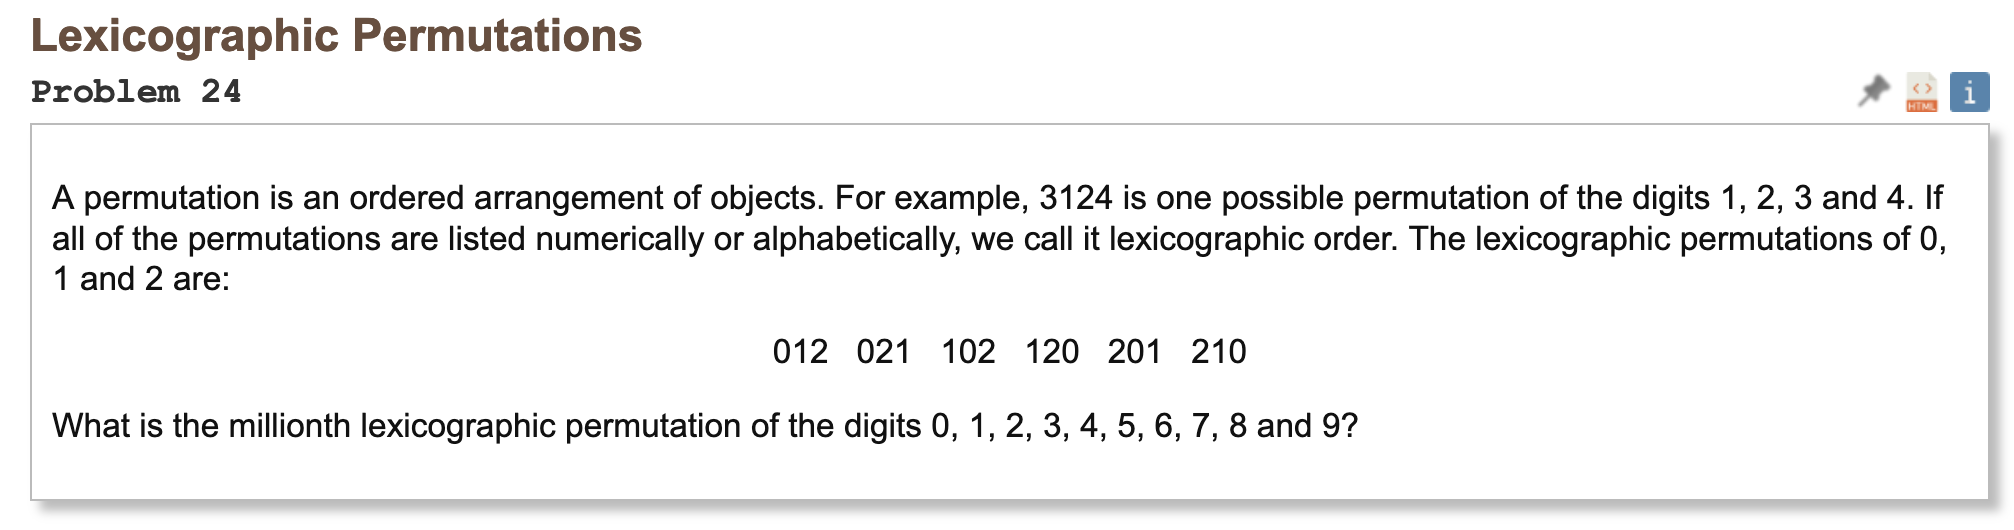 Lexicographic Permutations
Problem 24
<>
HTML
i
A permutation is an ordered arrangement of objects. For example, 3124 is one possible permutation of the digits 1, 2, 3 and 4. If
all of the permutations are listed numerically or alphabetically, we call it lexicographic order. The lexicographic permutations of 0,
1 and 2 are:
012 021 102 120 201 210
What is the millionth lexicographic permutation of the digits 0, 1, 2, 3, 4, 5, 6, 7, 8 and 9?